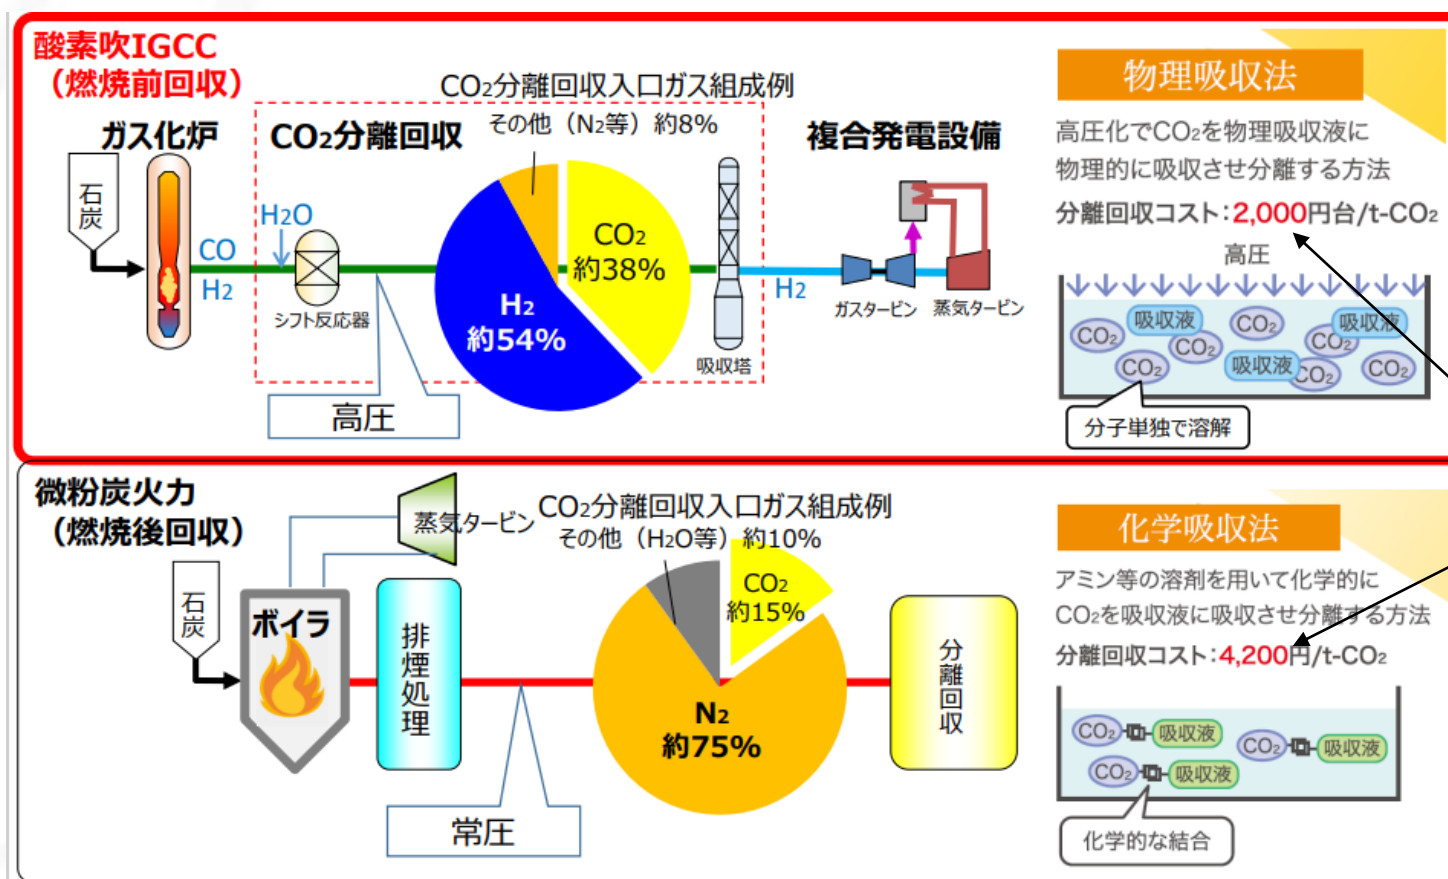 酸素吹IGCC
（燃焼前回収）
CO₂分離回収入口ガス組成例
その他（N₂等）約8%
ガス化炉
CO₂分離回収
複合発電設備
石炭
H₂O
CO
H₂
シフト反応器
CO₂
約38%
H₂
約54%
吸収塔
H₂
ガスタービン
蒸気タービン
高圧
物理吸収法
高圧化でCO₂を物理吸収液に
物理的に吸収させ分離する方法
分離回収コスト：2,000円台/t-CO₂
高圧
CO₂
吸収液
CO₂
CO₂
吸収液
CO₂
CO₂
吸収液
CO₂
CO₂
分子単独で溶解
微粉炭火力
（燃焼後回収）
蒸気タービン
CO₂分離回収入口ガス組成例
その他（H₂O等）約10%
石炭
ボイラ
排煙処理
CO₂
約15%
N₂
約75%
分離回収
常圧
化学吸収法
アミン等の溶剤を用いて化学的に
CO₂を吸収液に吸収させ分離する方法
分離回収コスト：4,200円/t-CO₂
CO₂ 吸収液
CO₂ 吸収液
CO₂ 吸収液
化学的な結合